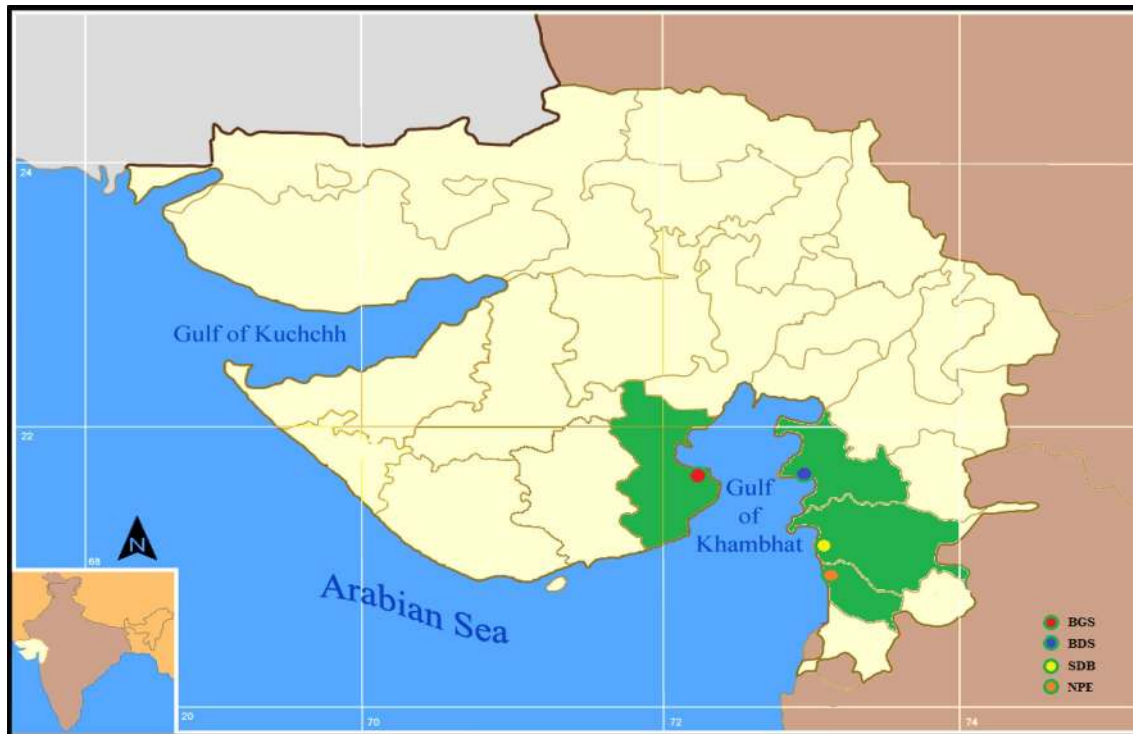 24
Gulf of Kuchchh
22
Gulf
of
Khambhat
N
68
Arabian Sea
BGS
BDS
SDB
NPE
20
70
72
74